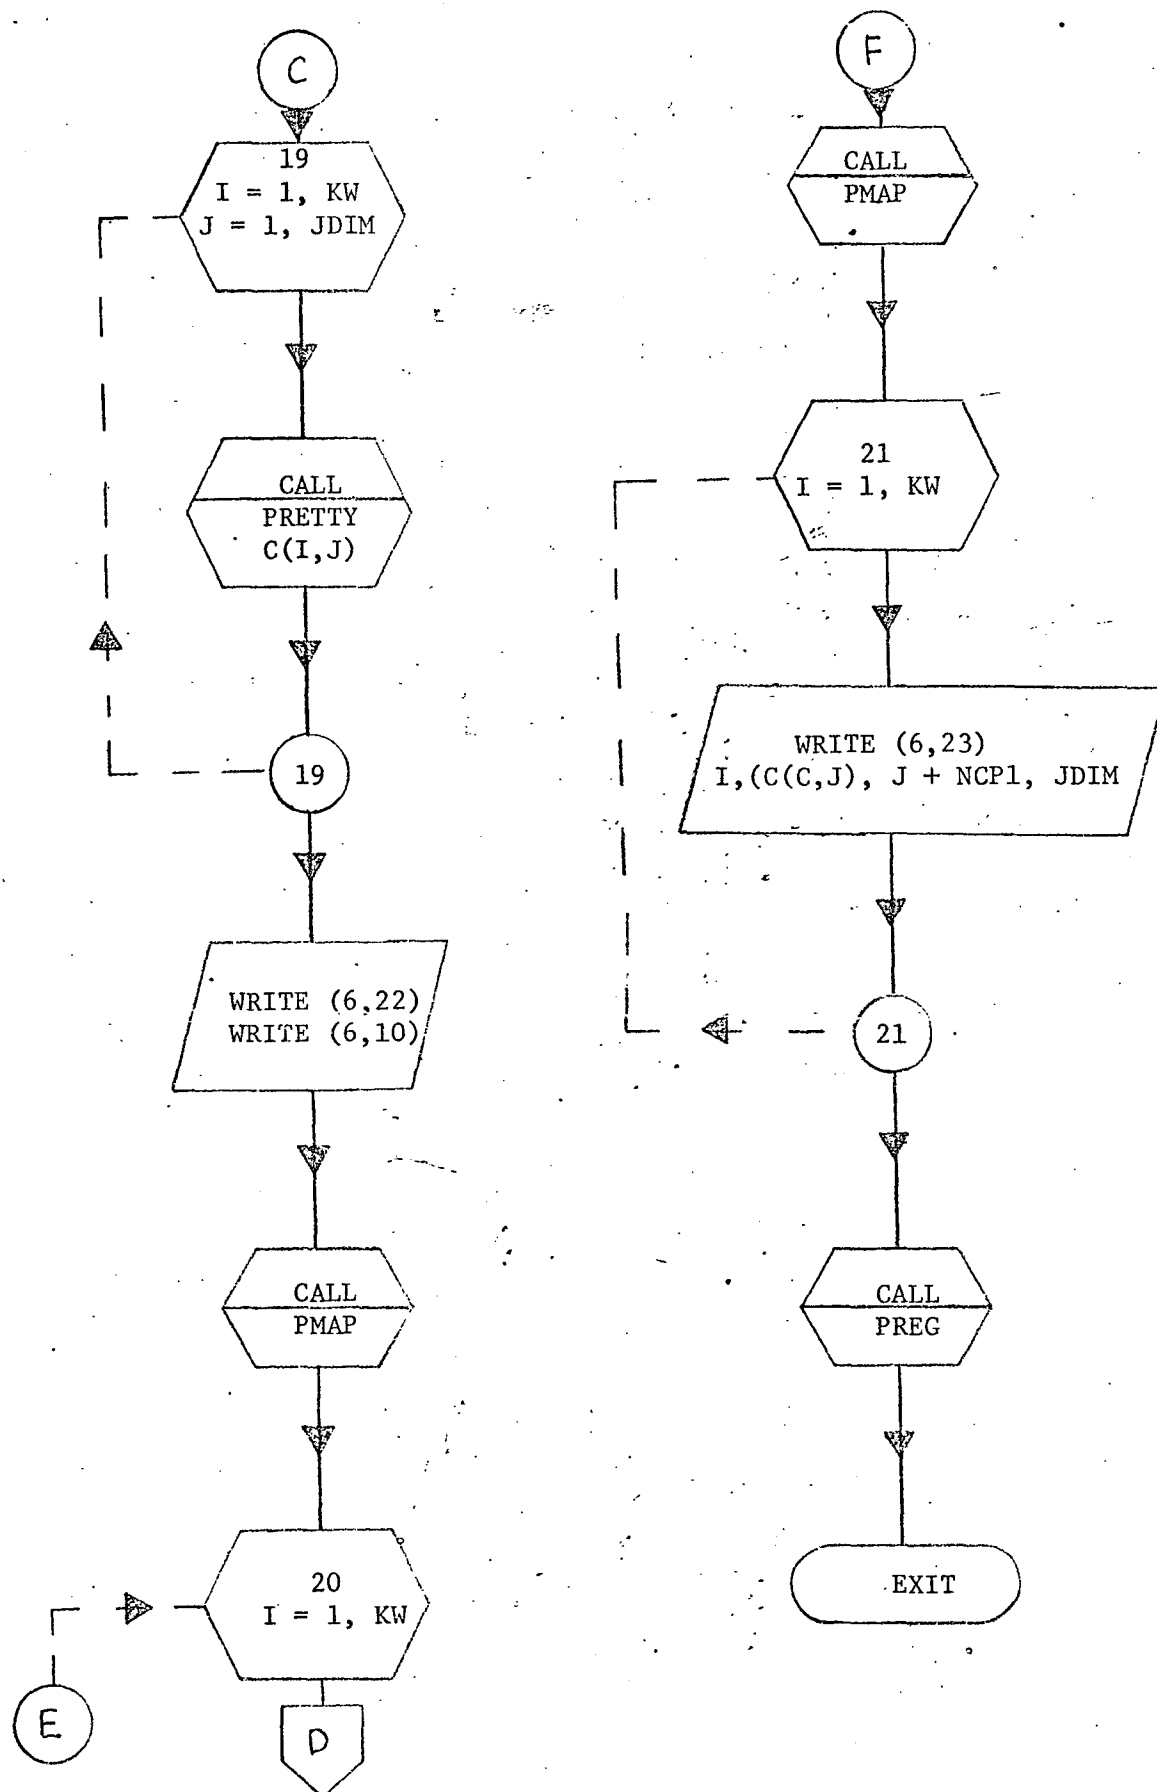 C
19
I = 1, KW
J = 1, JDIM
CALL
PRETTY
C(I,J)
19
WRITE (6,22)
WRITE (6,10)
CALL
PMAP
20
I = 1, KW
E
D
F
CALL
PMAP
21
I = 1, KW
WRITE (6,23)
I,(C(C,J), J + NCP1, JDIM
21
CALL
PREG
EXIT